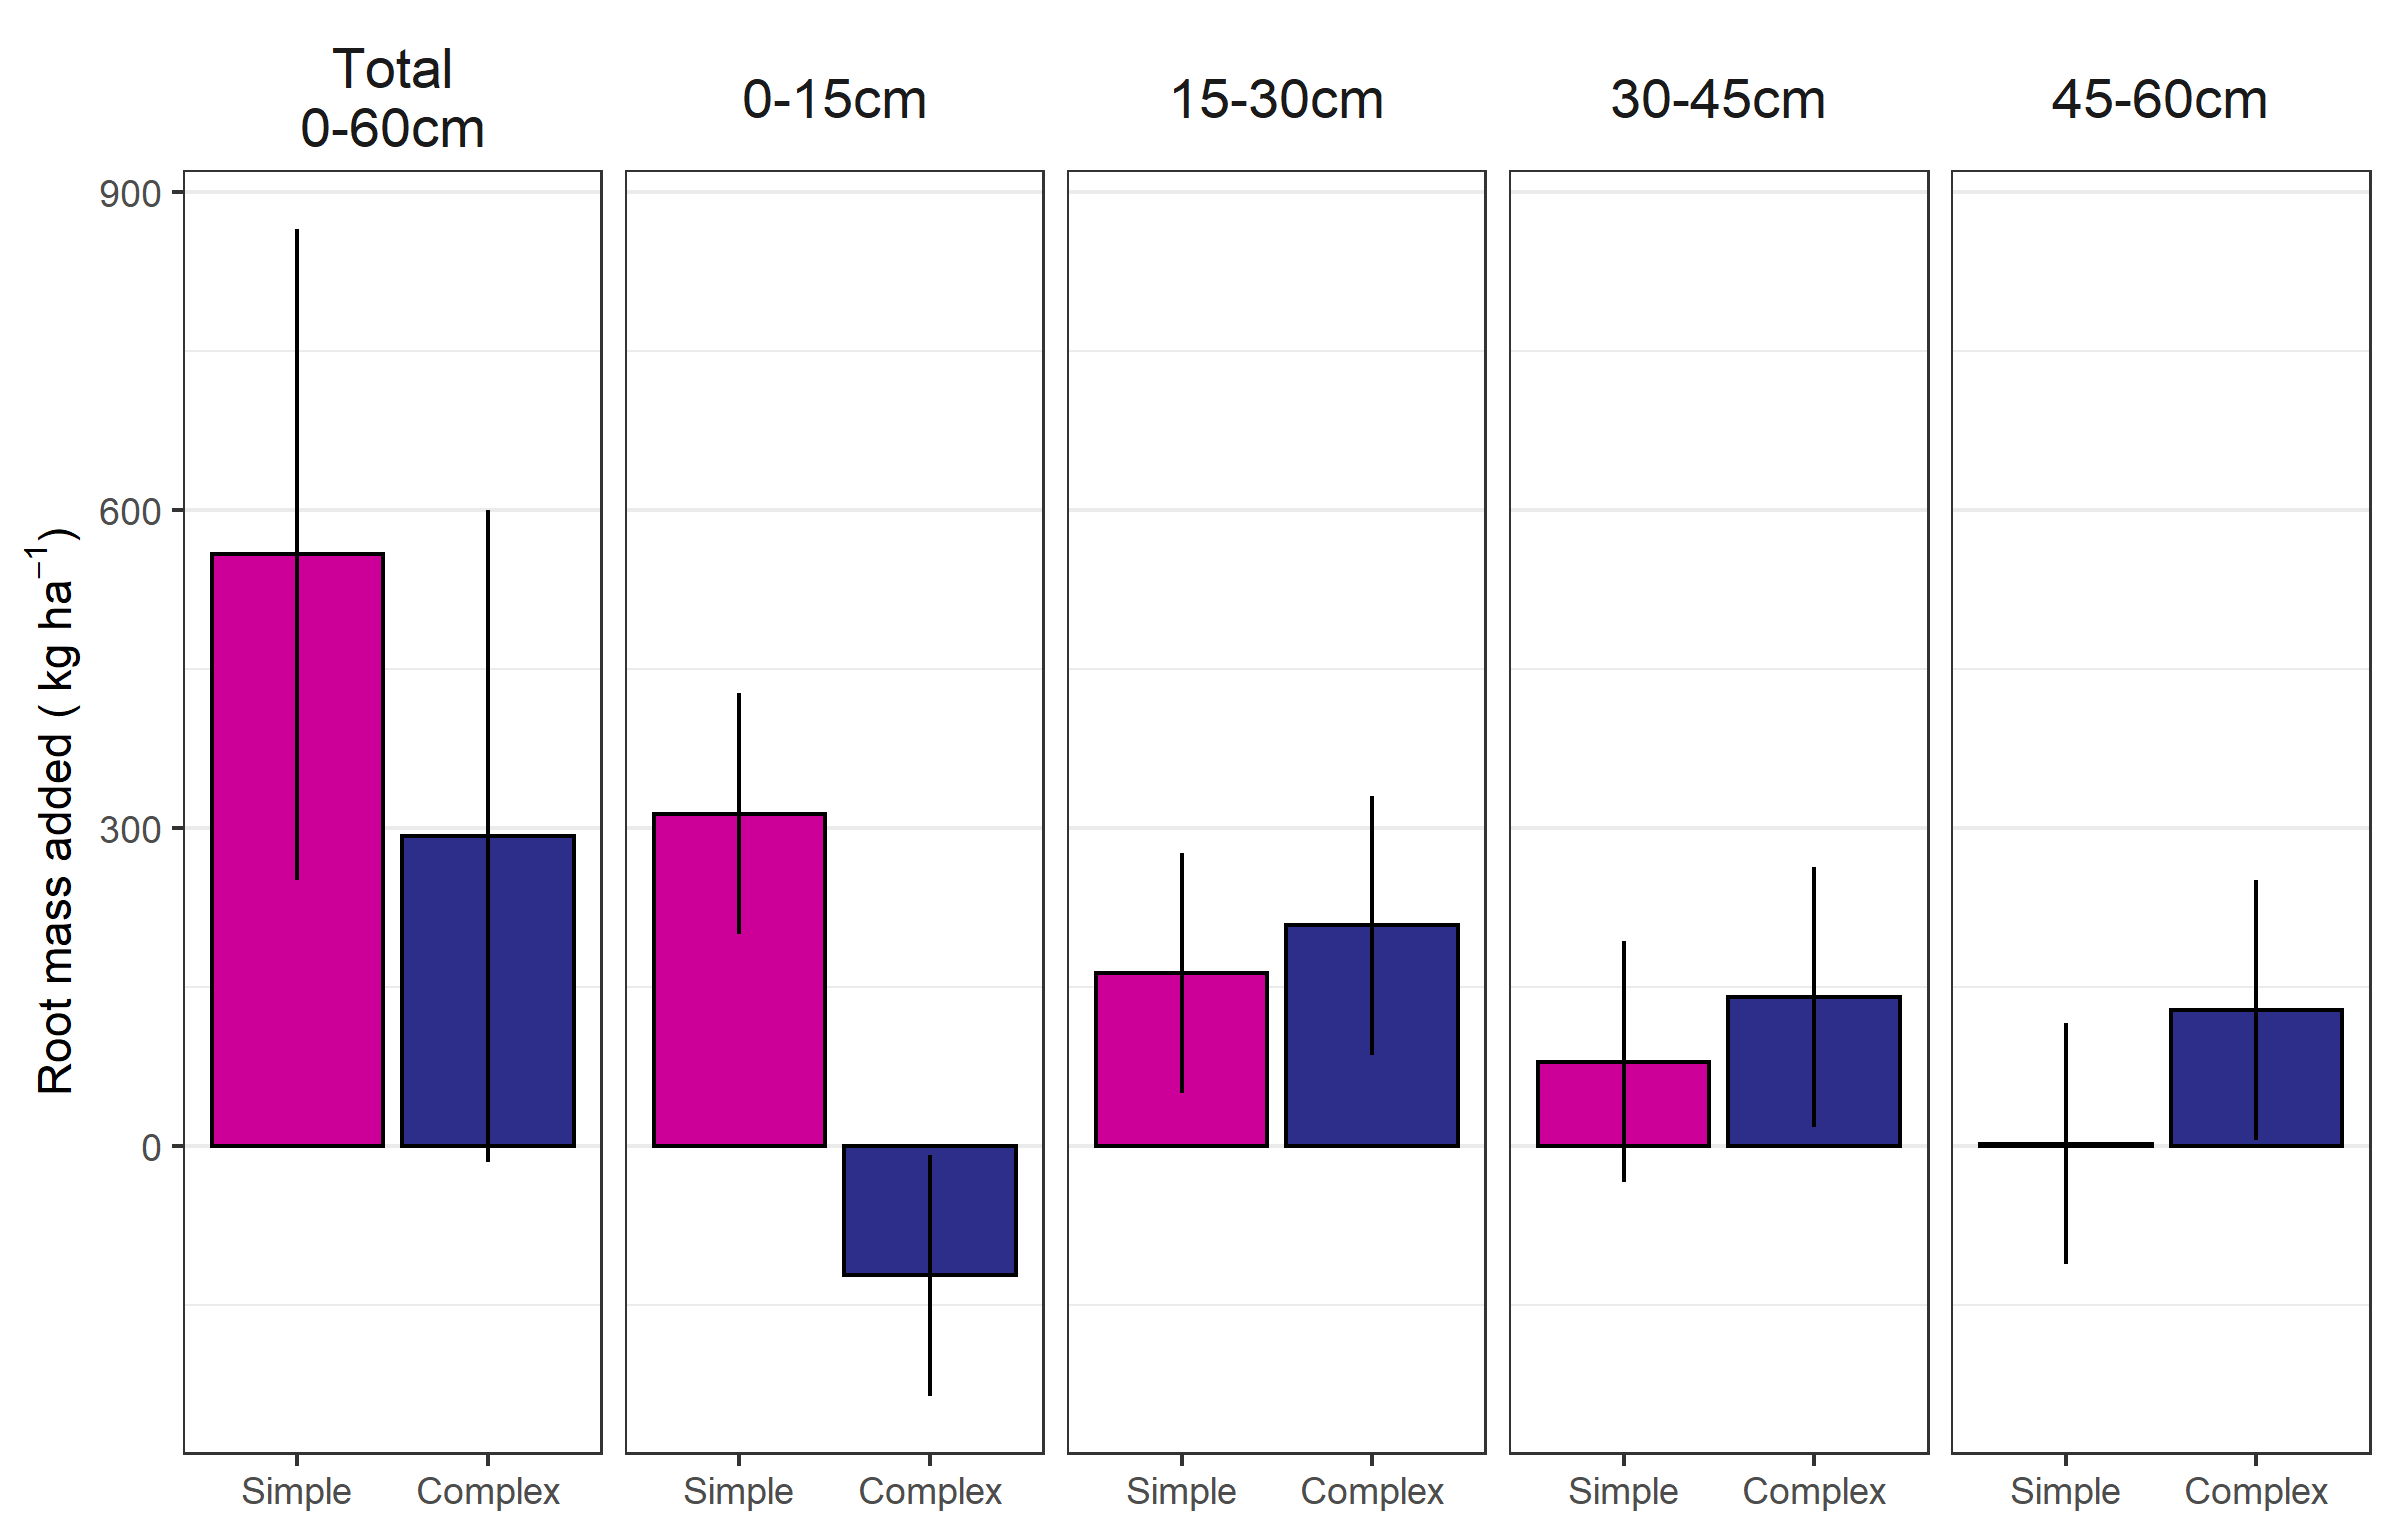 Total
0-60cm
0-15cm
15-30cm
30-45cm
45-60cm
Root mass added ( kg ha⁻¹)
900
600
300
0
Simple Complex Simple Complex Simple Complex Simple Complex Simple Complex